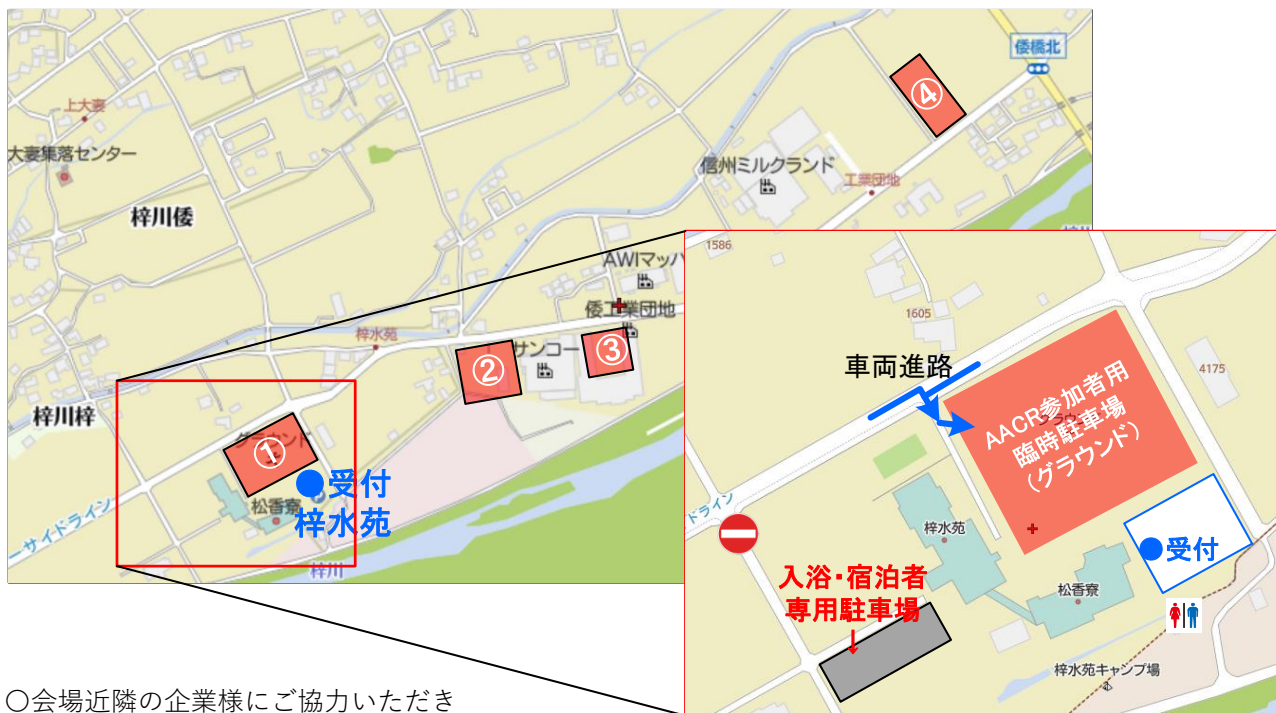 倭橋北
上大妻
大妻集落センター
④
信州ミルクランド
工業団地
梓川倭
AWIマッハ
倭工業団地
梓水苑
サンコー
②
③
梓川梓
グラウンド
①
●受付
梓水苑
松香寮
ーサイドライン
梓川
1586
1605
4175
車両進路
AACR参加者用
臨時駐車場
(グラウンド)
ドライン
梓水苑
●受付
入浴・宿泊者
専用駐車場
↓
松香寮
梓水苑キャンプ場
〇会場近隣の企業様にご協力いただき